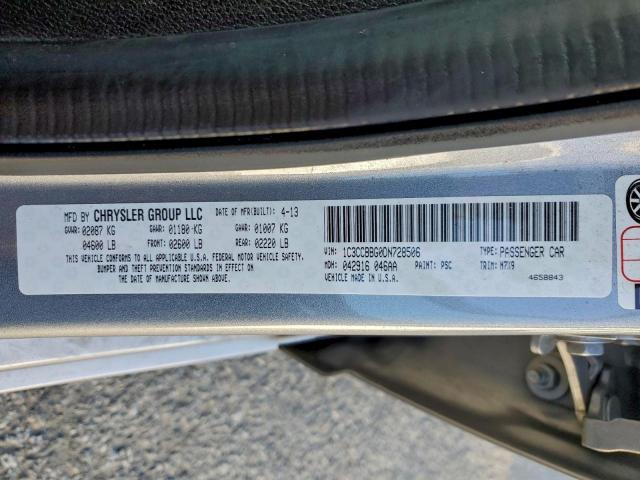 MFD BY CHRYSLER GROUP LLC DATE OF MFR(BUILT): 4-13
GVWR: 02087 KG GAWR: 01180 KG GAWR: 01007 KG
04600 LB FRONT: 02600 LB REAR: 02220 LB
THIS VEHICLE CONFORMS TO ALL APPLICABLE U.S.A. FEDERAL MOTOR VEHICLE SAFETY,
BUMPER AND THEFT PREVENTION STANDARDS IN EFFECT ON THE DATE OF
MANUFACTURE SHOWN ABOVE.
VIN: 1C3CCBBG0DN728506 TYPE: PASSENGER CAR
MDH: 042916 046AA PAINT: PSC TRIM: M7X9
VEHICLE MADE IN U.S.A. 4658843